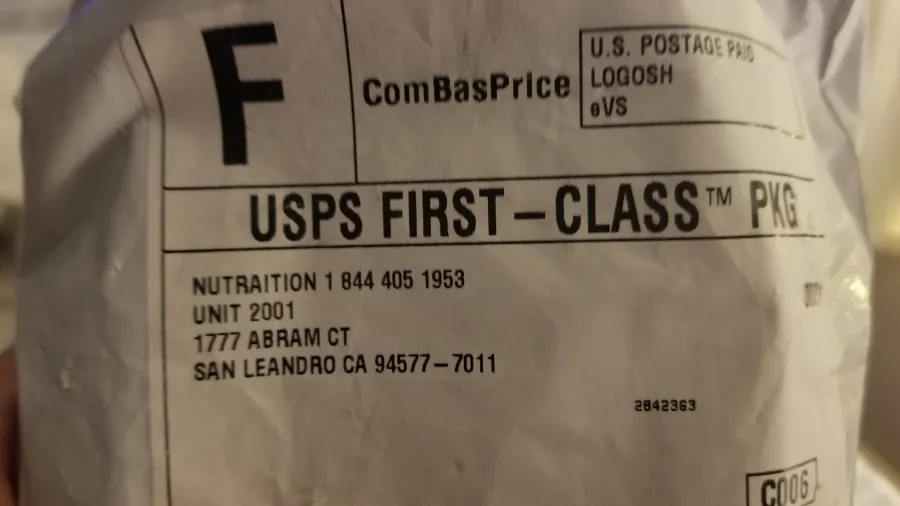 F
ComBasPrice
U.S. POSTAGE PAID
LOGOSH
eVS
USPS FIRST-CLASS™ PKG
NUTRAITION 1 844 405 1953
UNIT 2001
1777 ABRAM CT
SAN LEANDRO CA 94577-7011
2842363
C006